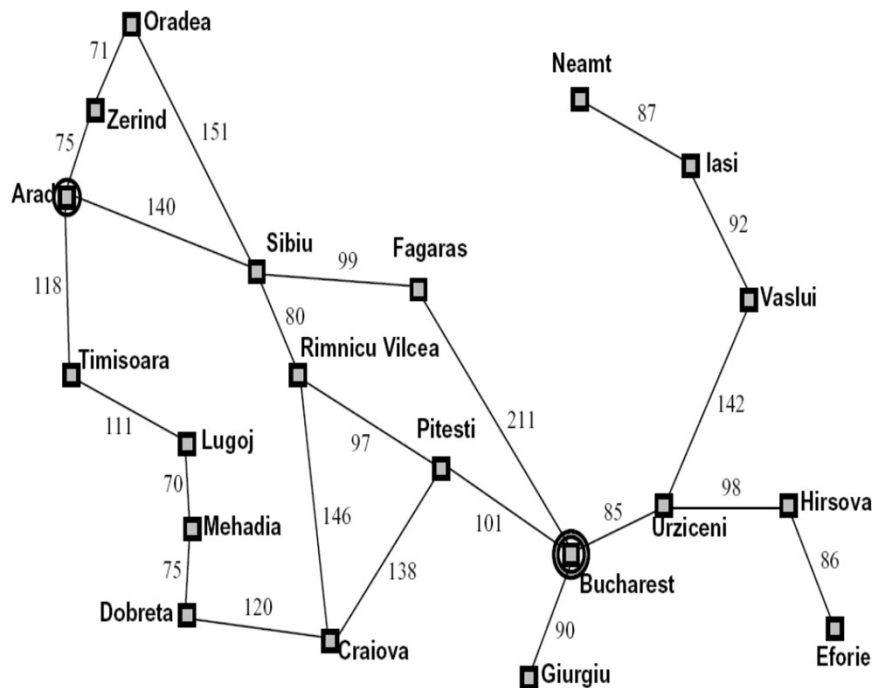 Oradea
71
Neamt
87
Zerind
151
75
Iasi
Arad
140
92
Sibiu
99
Fagaras
118
80
Vaslui
Timisoara
Rimnicu Vilcea
142
111
Lugoj
97
Pitesti
211
70
98
Mehadia
146
101
85
Urziceni
Hirsova
75
138
Bucharest
86
Dobreta
120
90
Craiova
Giurgiu
Eforie